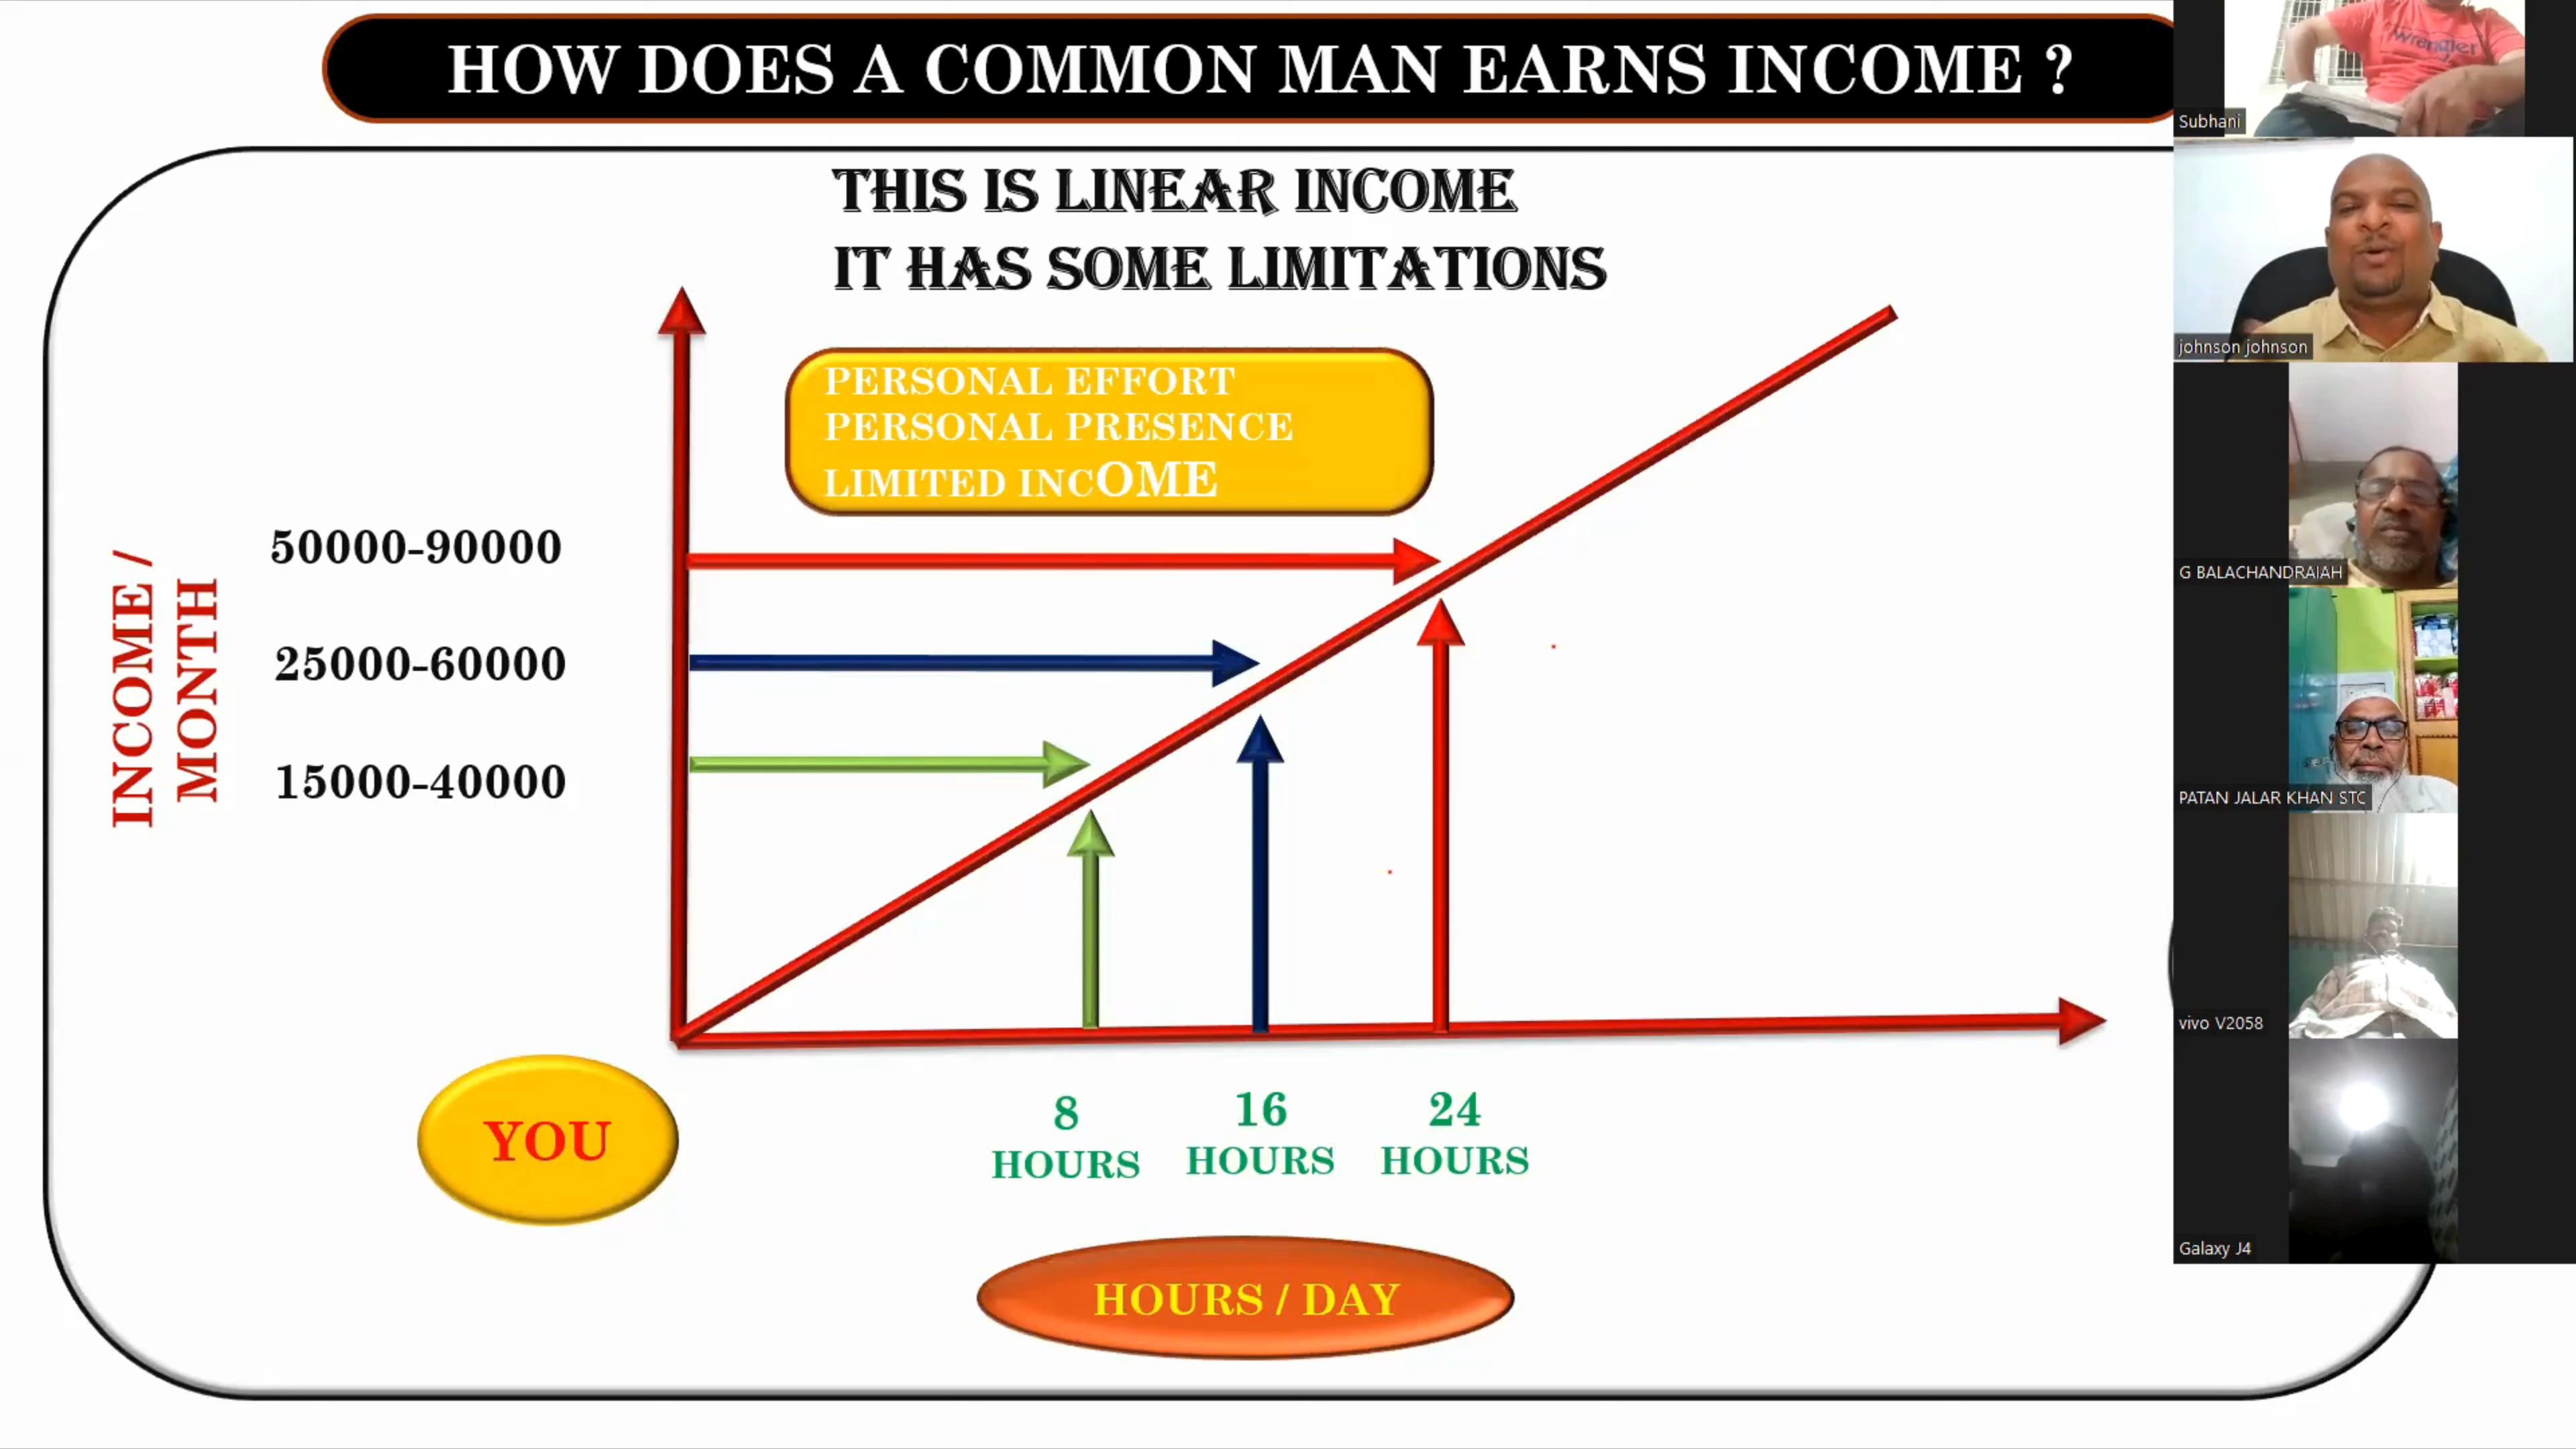 HOW DOES A COMMON MAN EARNS INCOME ?
THIS IS LINEAR INCOME
IT HAS SOME LIMITATIONS
PERSONAL EFFORT
PERSONAL PRESENCE
LIMITED INCOME
INCOME /
MONTH
50000-90000
25000-60000
15000-40000
YOU
8
HOURS
16
HOURS
24
HOURS
HOURS / DAY
wrangler
Subhani
johnson johnson
G BALACHANDRAIAH
PATAN JALAR KHAN STC
vivo V2058
Galaxy J4